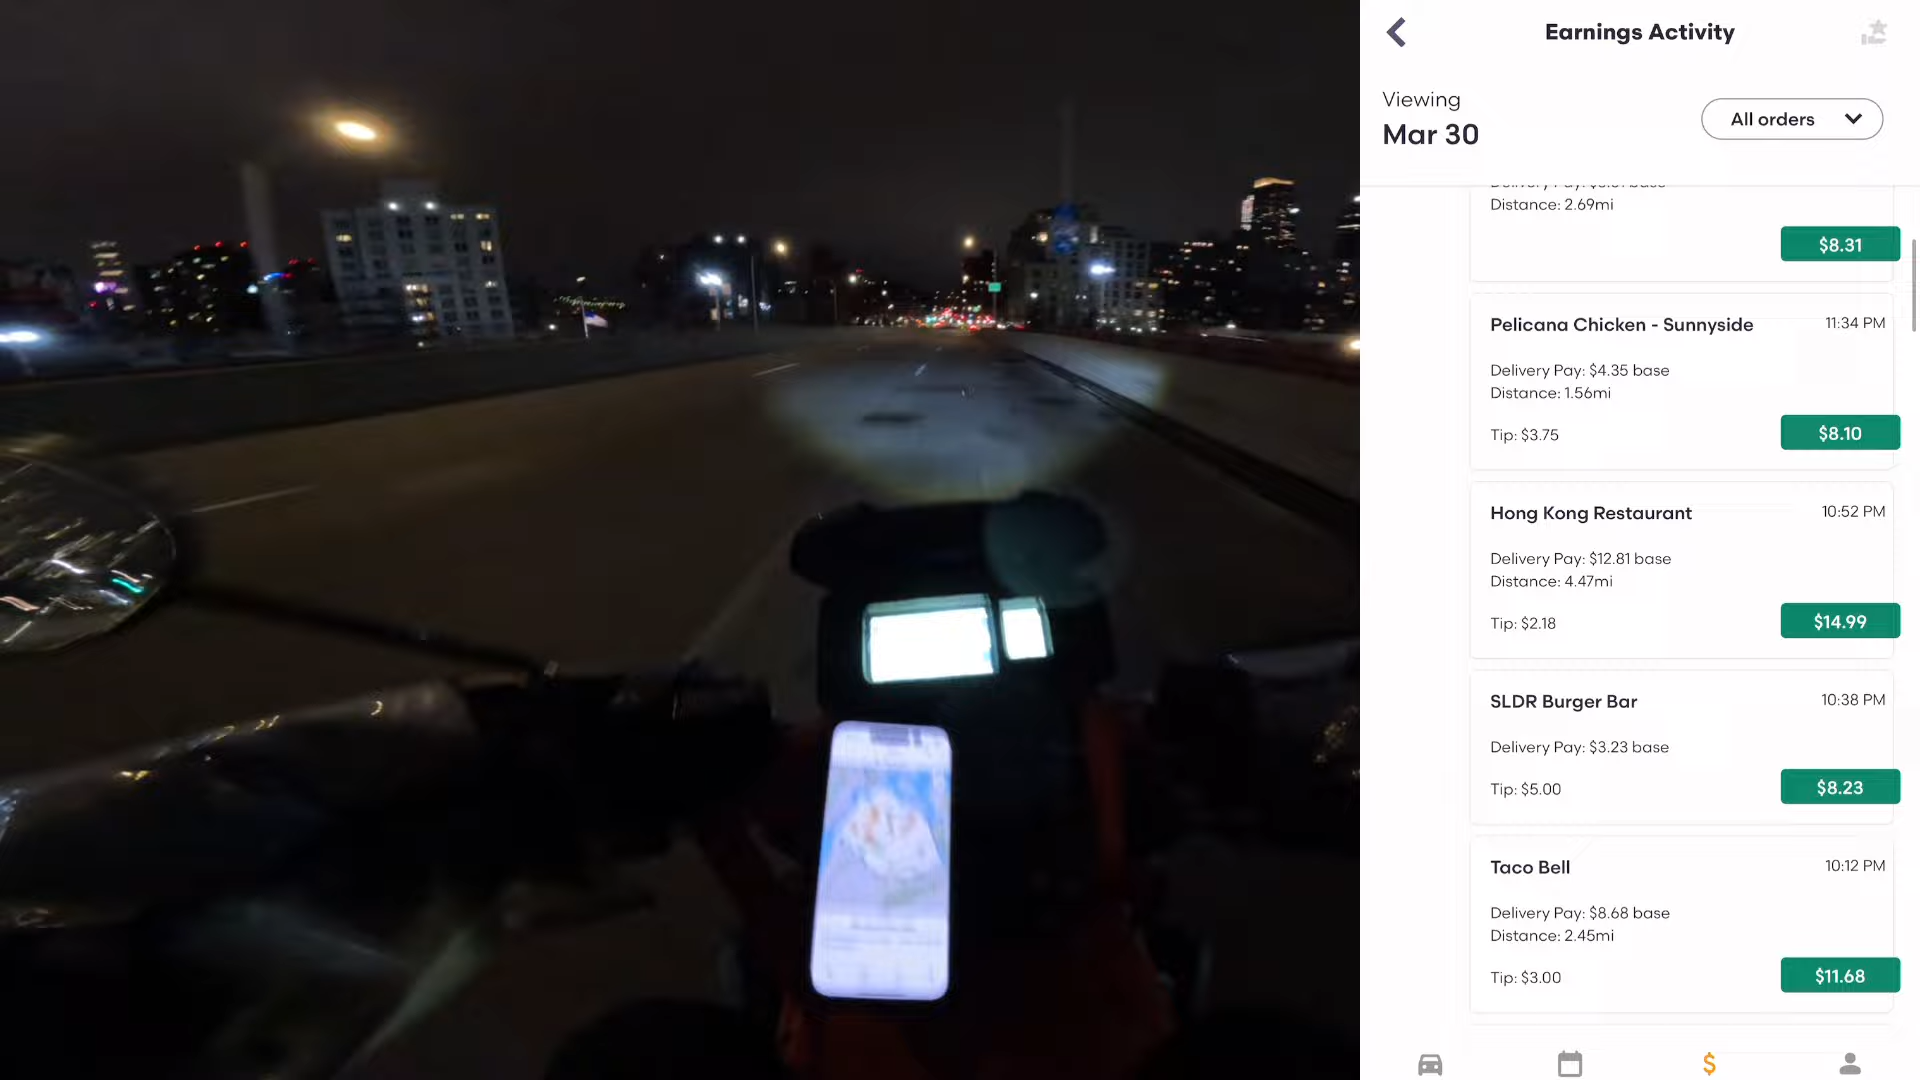 Earnings Activity
Viewing
Mar 30
All orders
Distance: 2.69mi
$8.31
Pelicana Chicken - Sunnyside
11:34 PM
Delivery Pay: $4.35 base
Distance: 1.56mi
Tip: $3.75
$8.10
Hong Kong Restaurant
10:52 PM
Delivery Pay: $12.81 base
Distance: 4.47mi
Tip: $2.18
$14.99
SLDR Burger Bar
10:38 PM
Delivery Pay: $3.23 base
Tip: $5.00
$8.23
Taco Bell
10:12 PM
Delivery Pay: $8.68 base
Distance: 2.45mi
Tip: $3.00
$11.68
$